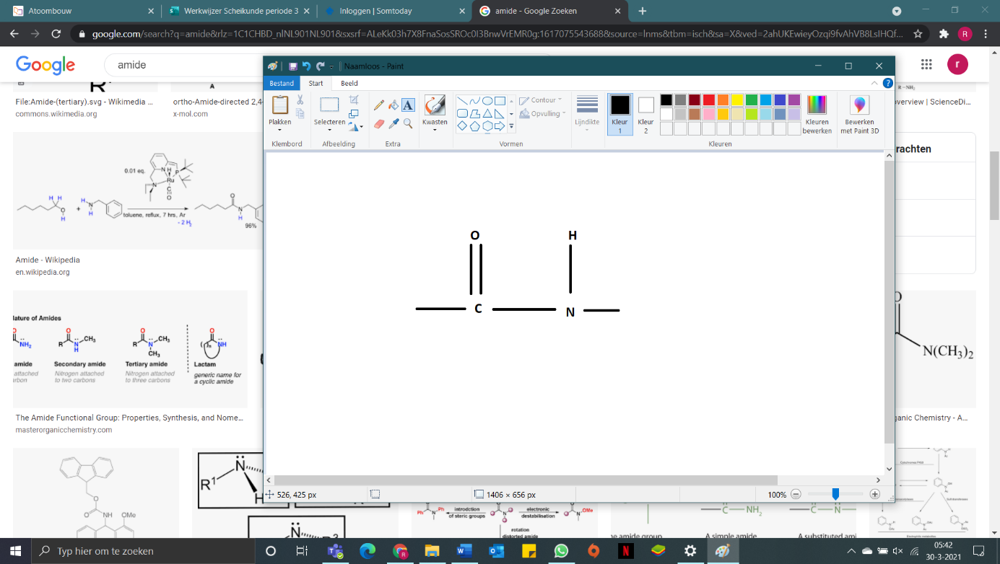 Atoombouw
Werkwijzer Scheikunde periode 3
Inloggen | Somtoday
amide - Google Zoeken
google.com/search?q=amide&rlz=1C1CHBD_nlNL901NL901&sxsrf=ALeKk03h7X8FnaSosSROc0I3BnwVrEMR0g:1617075543688&source=lnms&tbm=isch&sa=X&ved=2ahUKEwieyOzqi9fvAhVB8LsIHQf...
R
Google
amide
r
File:Amide-(tertiary).svg - Wikimedia ...
commons.wikimedia.org
ortho-Amide-directed 2,4-
x-mol.com
A
R-NH₂
overview | ScienceDi...
rachten
0.01 eq.
toluene, reflux, 7 hrs, Ar
- 2 H₂
96%
Amide - Wikipedia
en.wikipedia.org
lature of Amides
amide
Secondary amide
Tertiary amide
Lactam
attached
Nitrogen attached
to two carbons
Nitrogen attached
to three carbons
generic name for
a cyclic amide
The Amide Functional Group: Properties, Synthesis, and Nome...
masterorganicchemistry.com
N(CH₃)₂
ganic Chemistry - A...
O
NH
OMe
O
R¹
N
H
N
Naamloos - Paint
Bestand
Start
Beeld
Plakken
Klembord
Selecteren
Afbeelding
Extra
Kwasten
Contour
Opvulling
Vormen
Lijndikte
Kleur
1
Kleur
2
Kleuren
bewerken
Kleuren
Bewerken
met Paint 3D
O
H
C
N
526, 425 px
1406 × 656 px
100%
Ph
introdction
of steric groups
electronic
destabilisation
OMe
rotation
distorted amide
C—NH₂
C—N
he amide group
A simple amide
A substituted ami
Typ hier om te zoeken
05:42
30-3-2021